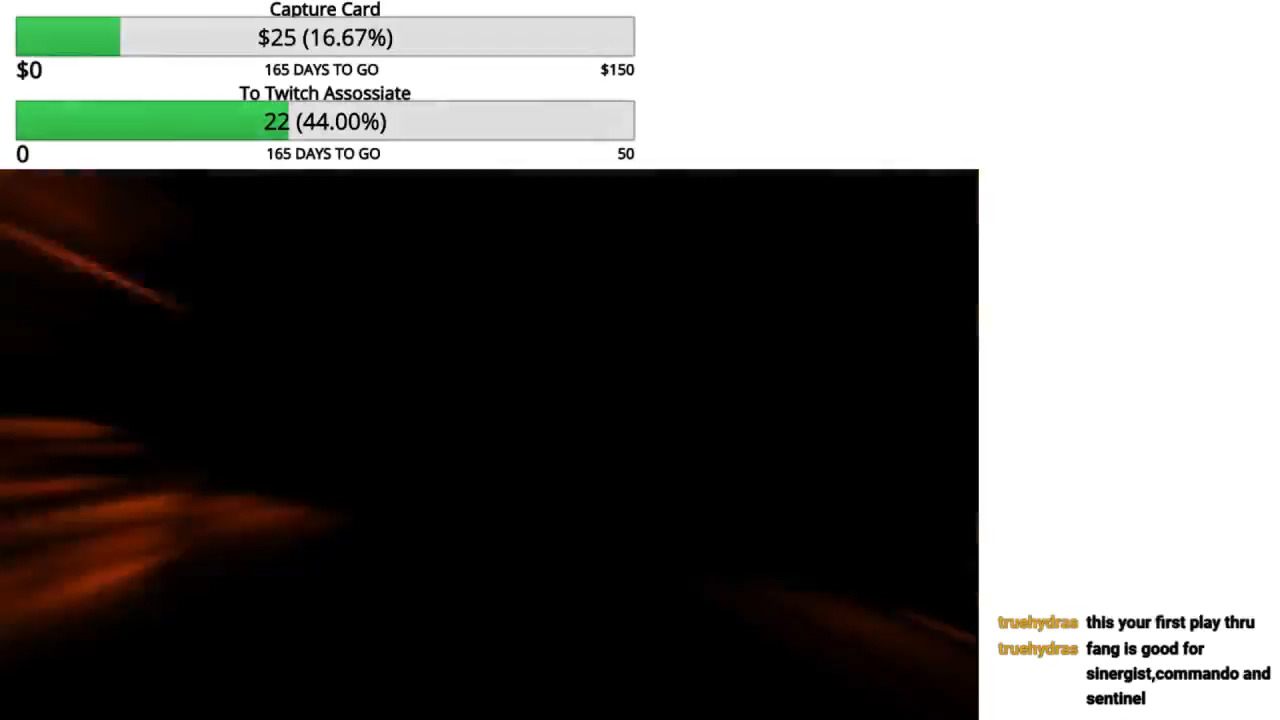 Capture Card
$25 (16.67%)
$0 165 DAYS TO GO $150
To Twitch Assossiate
22 (44.00%)
0 165 DAYS TO GO 50
truehydras this your first play thru
truehydras fang is good for
sinergist,commando and
sentinel